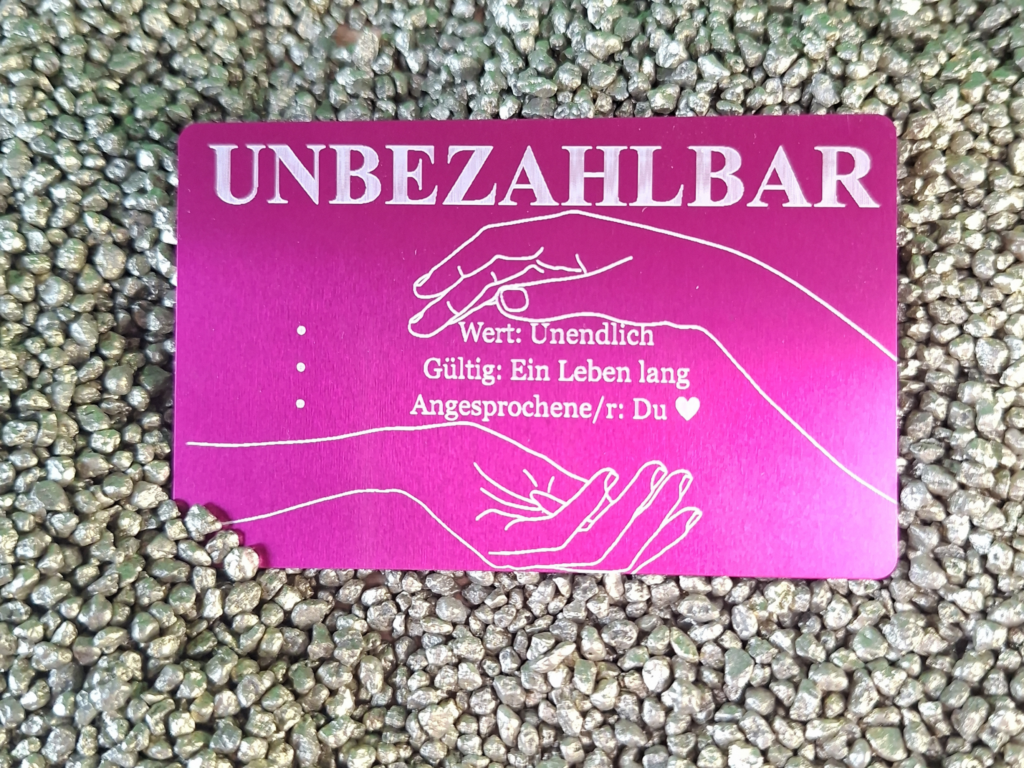 UNBEZAHLBAR
• Wert: Unendlich
• Gültig: Ein Leben lang
• Angesprochene/r: Du ♥